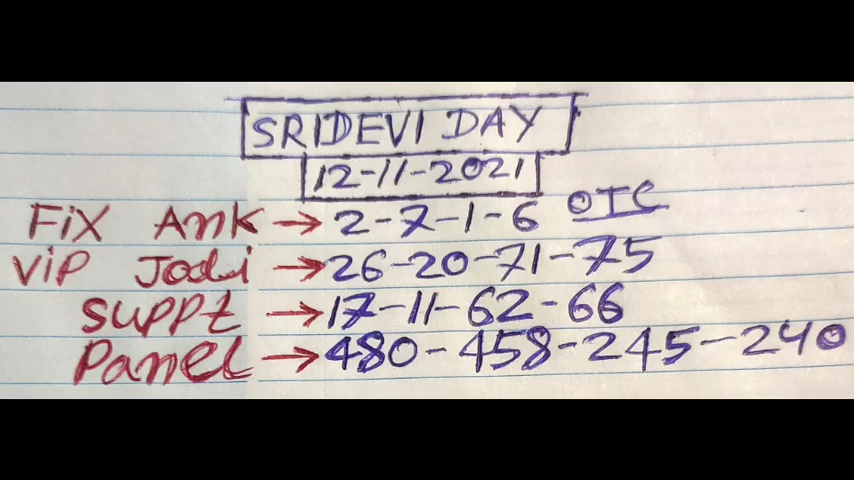 SRIDEVI DAY
12-11-2021
Fix Ank → 2-7-1-6 OTC
Vip Jodi → 26-20-71-75
Suppt → 17-11-62-66
Panel → 480-458-245-240